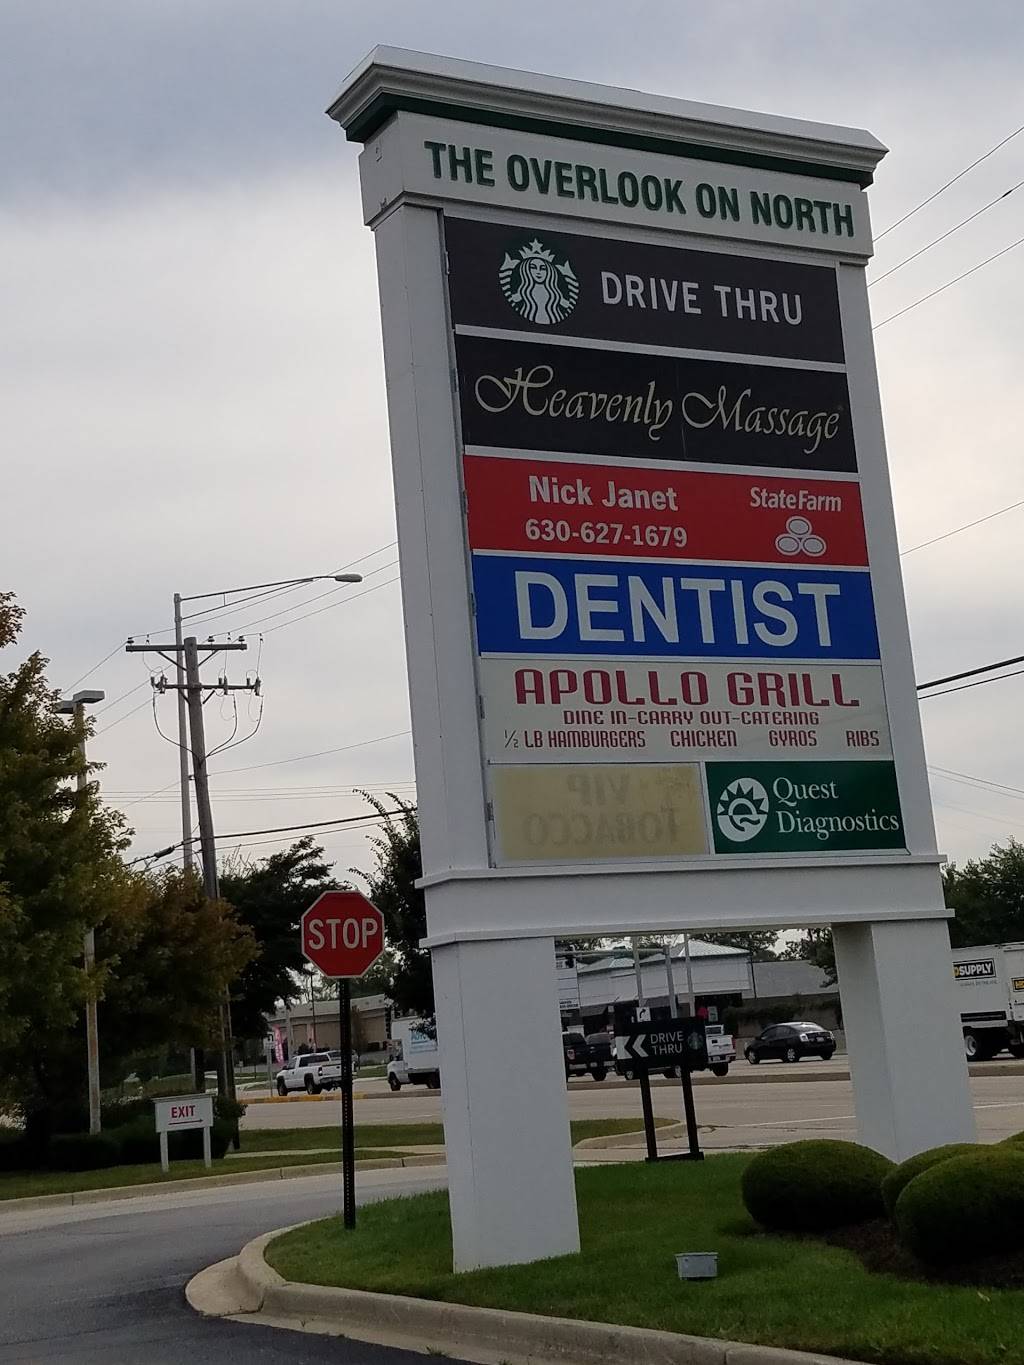 THE OVERLOOK ON NORTH
DRIVE THRU
Heavenly Massage
Nick Janet
630-627-1679
State Farm
DENTIST
APOLLO GRILL
DINE IN-CARRY OUT-CATERING
1/2 LB HAMBURGERS CHICKEN GYROS RIBS
VIP
TOBACCO
Quest
Diagnostics
STOP
DRIVE
THRU
EXIT
SUPPLY